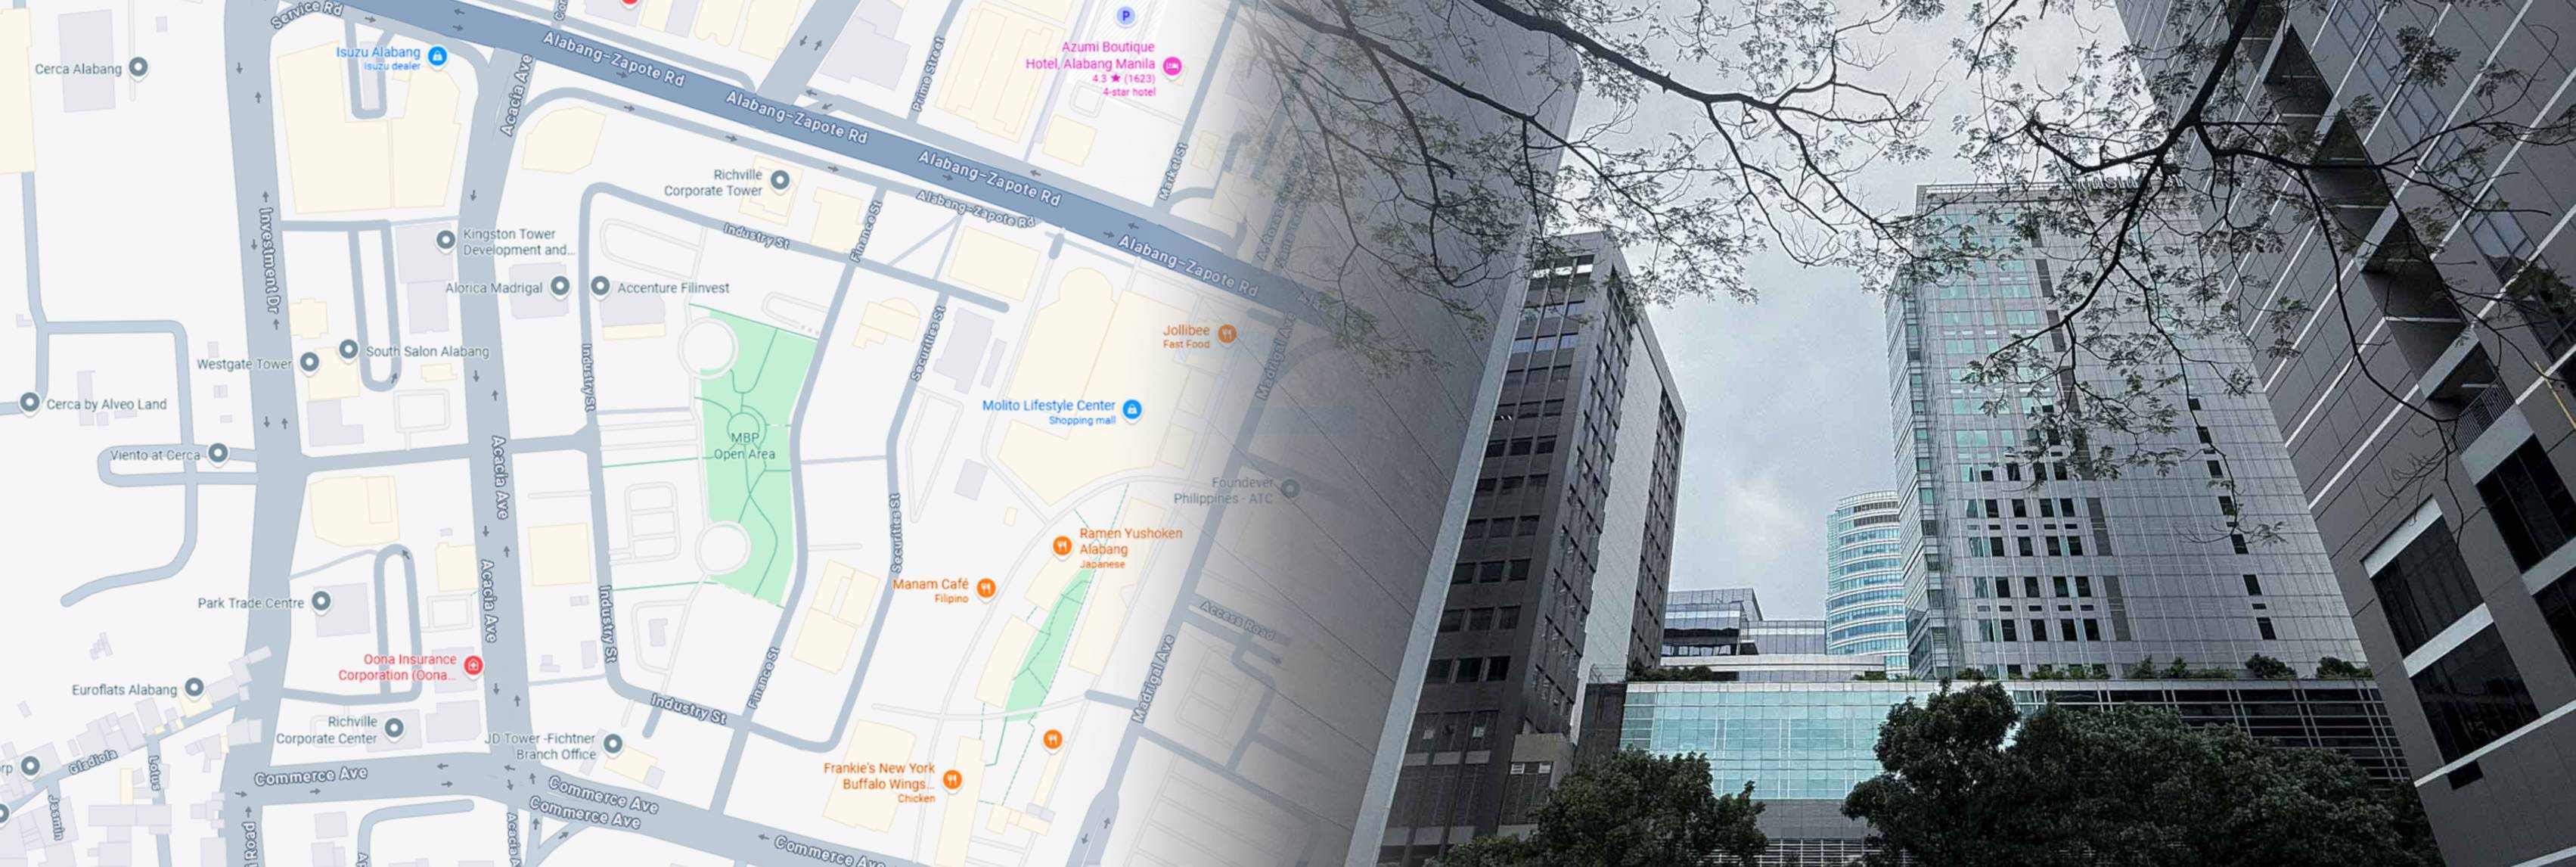 Service Rd
Isuzu Alabang
Isuzu dealer
Cerca Alabang
Acacia Ave
Alabang–Zapote Rd
Alabang–Zapote Rd
Alabang–Zapote Rd
Alabang–Zapote Rd
Alabang–Zapote Rd
Prime Street
P
Azumi Boutique
Hotel, Alabang Manila
4.3 ★ (1623)
4-star hotel
Market St
Richville
Corporate Tower
Investment Dr
Industry St
Finance St
Kingston Tower
Development and...
Alorica Madrigal
Accenture Filinvest
Securities St
Jollibee
Fast Food
Madrigal Ave
Westgate Tower
South Salon Alabang
Industry St
Cerca by Alveo Land
Molito Lifestyle Center
Shopping mall
MBP
Open Area
Viento at Cerca
Acacia Ave
Foundever
Philippines - ATC
Securities St
Ramen Yushoken
Alabang
Japanese
Manam Café
Filipino
Park Trade Centre
Acacia Ave
Industry St
Access Road
Oona Insurance
Corporation (Oona...
Euroflats Alabang
Finance St
Madrigal Ave
Industry St
Richville
Corporate Center
JD Tower -Fichtner
Branch Office
Gladiola
Lotus
Jasmin
Commerce Ave
Commerce Ave
Commerce Ave
Commerce Ave
Frankie's New York
Buffalo Wings...
Chicken
Road